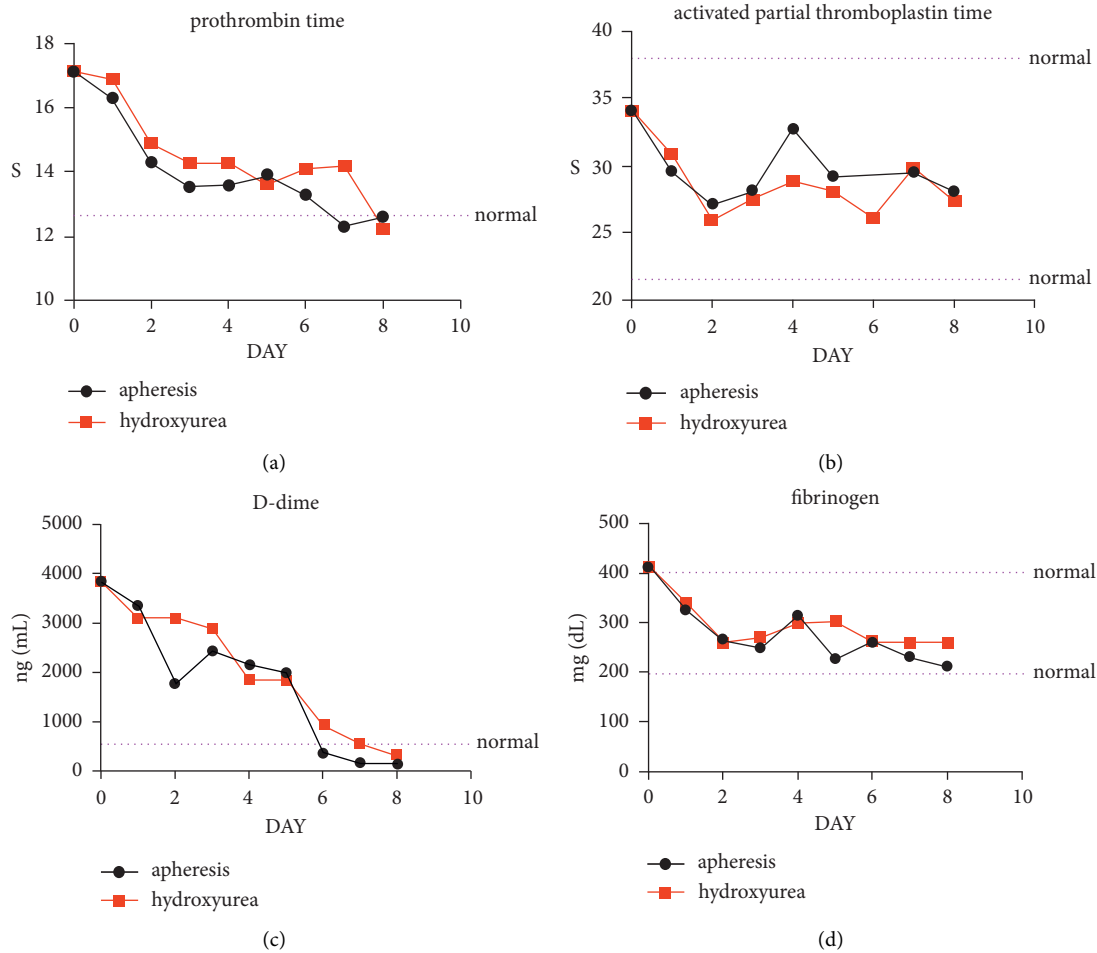 prothrombin time
18
16
14
12
10
S
normal
0 2 4 6 8 10
DAY
apheresis
hydroxyurea
(a)
activated partial thromboplastin time
40
35
30
25
20
S
normal
normal
0 2 4 6 8 10
DAY
apheresis
hydroxyurea
(b)
D-dime
5000
4000
3000
2000
1000
0
ng (mL)
normal
0 2 4 6 8 10
DAY
apheresis
hydroxyurea
(c)
fibrinogen
500
400
300
200
100
0
mg (dL)
normal
normal
0 2 4 6 8 10
DAY
apheresis
hydroxyurea
(d)